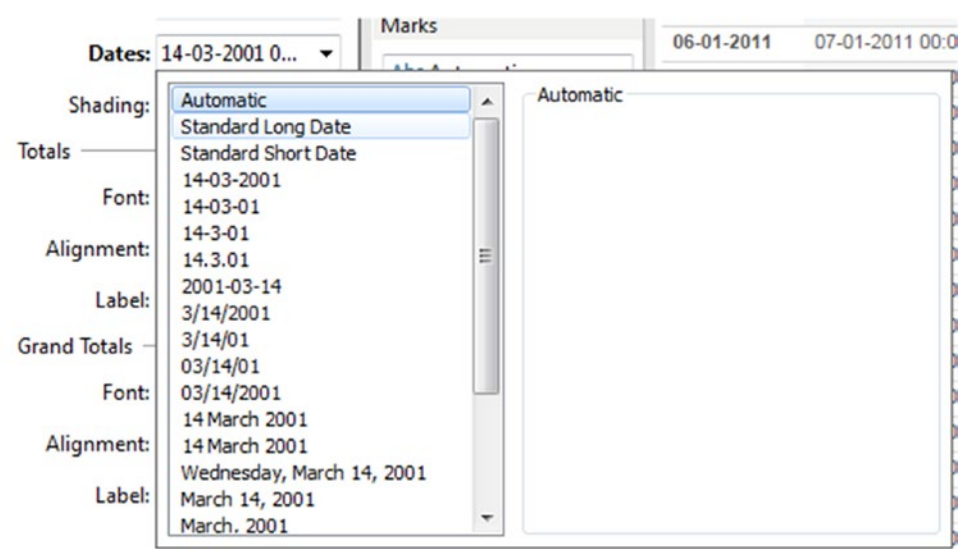 Marks
Dates: 14-03-2001 0...
06-01-2011 07-01-2011 00:0
Shading:
Totals
Font:
Alignment:
Label:
Grand Totals
Font:
Alignment:
Label:
Automatic
Standard Long Date
Standard Short Date
14-03-2001
14-03-01
14-3-01
14.3.01
2001-03-14
3/14/2001
3/14/01
03/14/01
03/14/2001
14 March 2001
14 March 2001
Wednesday, March 14, 2001
March 14, 2001
March, 2001
Automatic